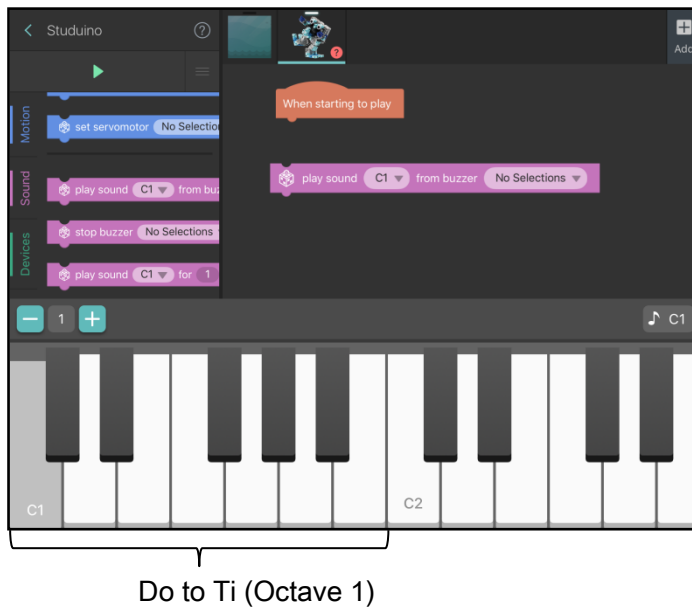 Studuino ?
?
Add
When starting to play
Motion
set servomotor No Selection
play sound C1 from buzzer No Selections
Sound
play sound C1 from buz
stop buzzer No Selections
Devices
play sound C1 for 1
1
C1
C1
C2
Do to Ti (Octave 1)